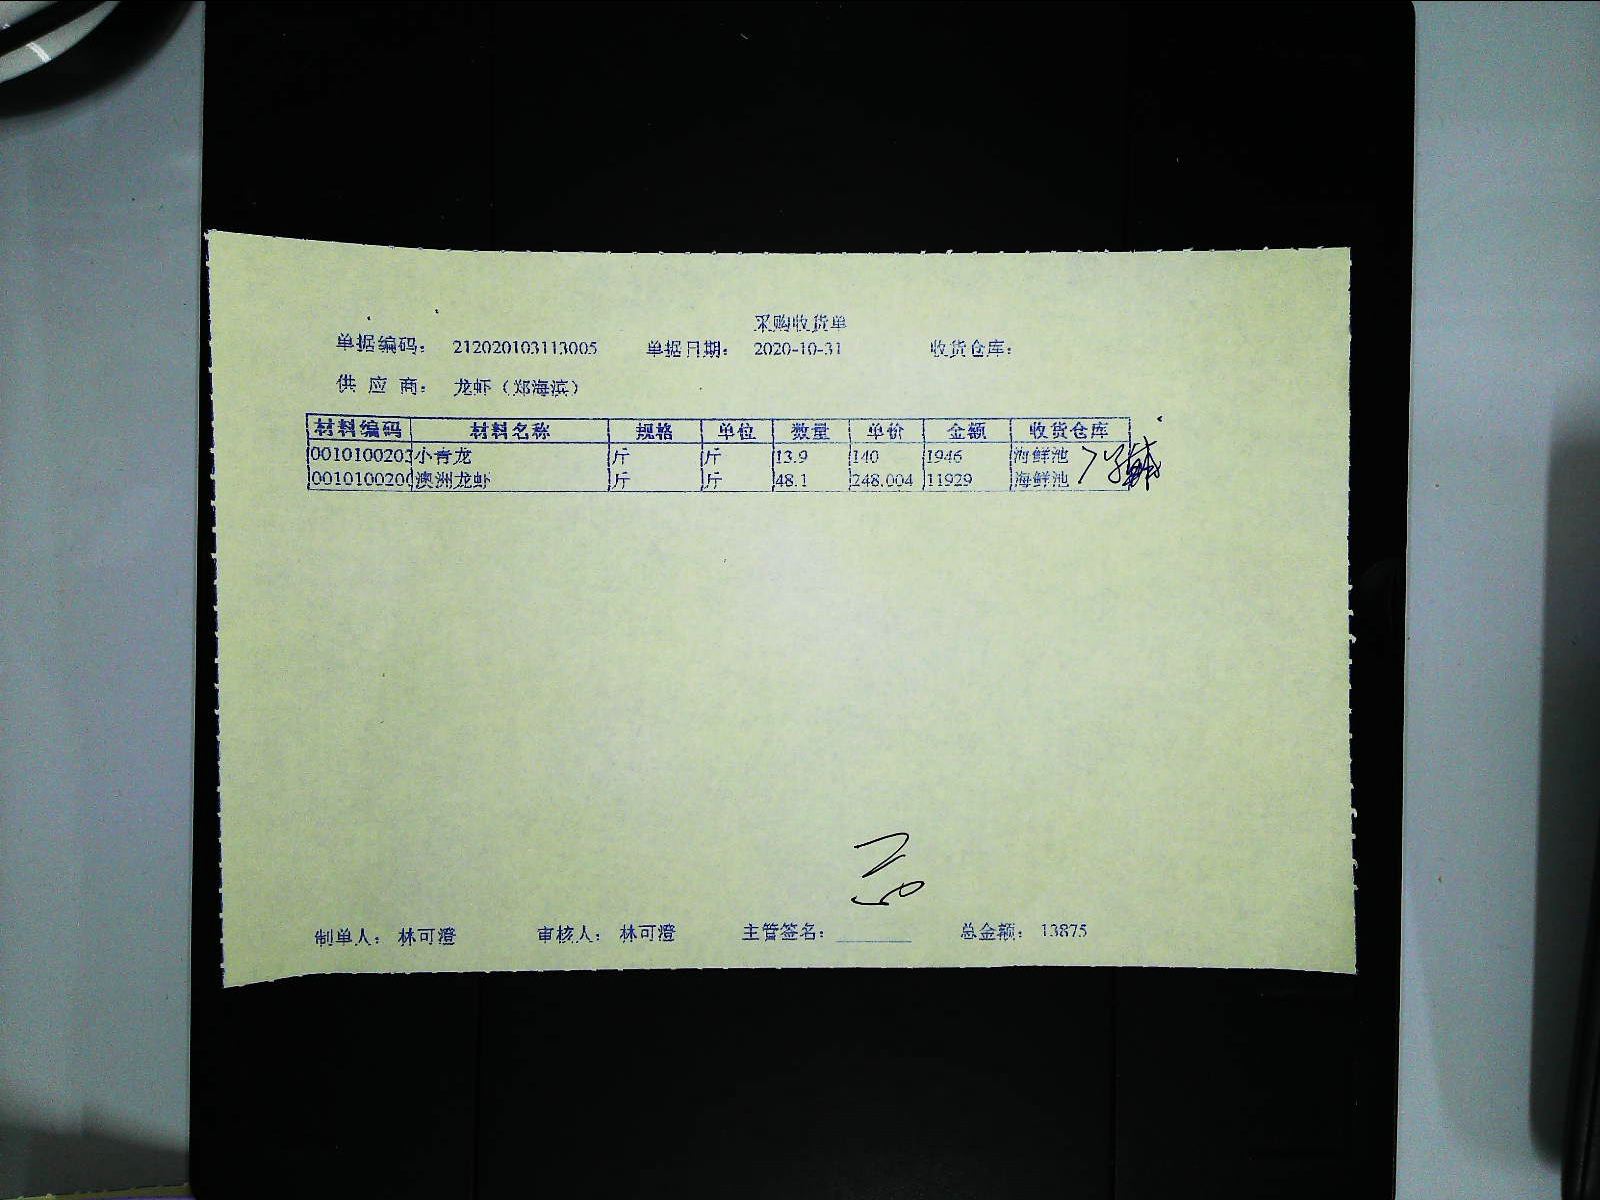 采购收货单
单据编码： 212020103113005 单据日期： 2020-10-31 收货仓库：
供应商： 龙虾（郑海滨）
材料编码 材料名称 规格 单位 数量 单价 金额 收货仓库
0010100203 小青龙 斤 斤 13.9 140 1946 海鲜池
001010020 澳洲龙虾 斤 斤 48.1 248.004 11929 海鲜池
制单人： 林可澄 审核人： 林可澄 主管签名： 总金额： 13875